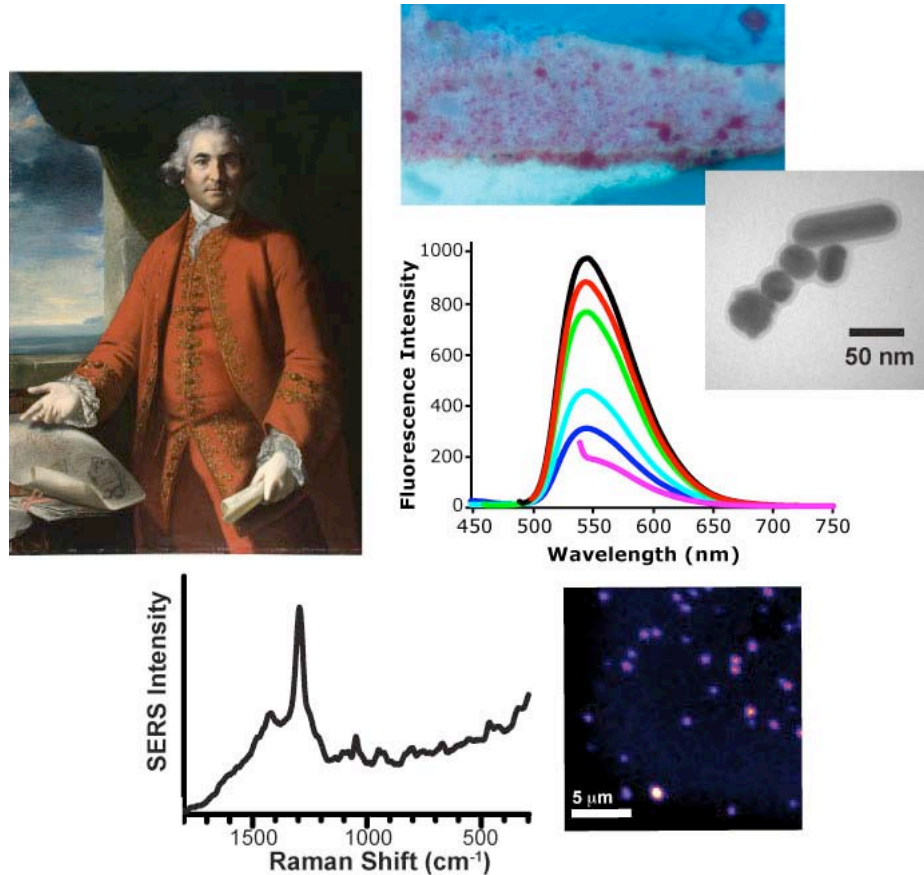 50 nm
Fluorescence Intensity
1000
800
600
400
200
0
450 500 550 600 650 700 750
Wavelength (nm)
SERS Intensity
1500 1000 500
Raman Shift (cm⁻¹)
5 μm